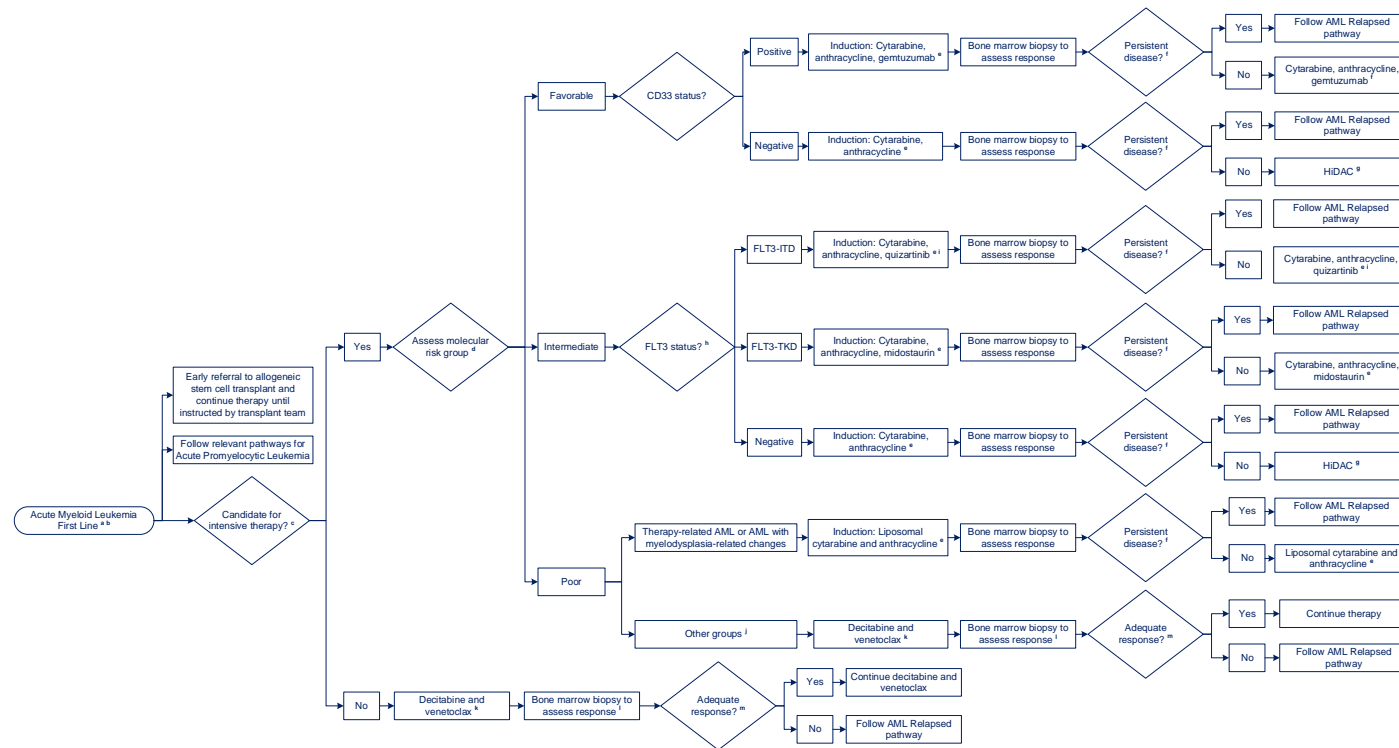 Acute Myeloid Leukemia
First Line a b
Early referral to allogeneic
stem cell transplant and
continue therapy until
instructed by transplant team
Follow relevant pathways for
Acute Promyelocytic Leukemia
Candidate for
intensive therapy? c
Yes
Assess molecular
risk group d
Favorable
CD33 status?
Positive
Induction: Cytarabine,
anthracycline, gemtuzumab e
Bone marrow biopsy to
assess response
Persistent
disease? f
Yes
Follow AML Relapsed
pathway
No
Cytarabine, anthracycline,
gemtuzumab f
Negative
Induction: Cytarabine,
anthracycline e
Bone marrow biopsy to
assess response
Persistent
disease? f
Yes
Follow AML Relapsed
pathway
No
HiDAC g
Intermediate
FLT3 status? h
FLT3-ITD
Induction: Cytarabine,
anthracycline, quizartinib e i
Bone marrow biopsy to
assess response
Persistent
disease? f
Yes
Follow AML Relapsed
pathway
No
Cytarabine, anthracycline,
quizartinib e i
FLT3-TKD
Induction: Cytarabine,
anthracycline, midostaurin e
Bone marrow biopsy to
assess response
Persistent
disease? f
Yes
Follow AML Relapsed
pathway
No
Cytarabine, anthracycline,
midostaurin e
Negative
Induction: Cytarabine,
anthracycline e
Bone marrow biopsy to
assess response
Persistent
disease? f
Yes
Follow AML Relapsed
pathway
No
HiDAC g
Poor
Therapy-related AML or AML with
myelodysplasia-related changes
Induction: Liposomal
cytarabine and anthracycline e
Bone marrow biopsy to
assess response
Persistent
disease? f
Yes
Follow AML Relapsed
pathway
No
Liposomal cytarabine and
anthracycline e
Other groups j
Decitabine and
venetoclax k
Bone marrow biopsy to
assess response l
Adequate
response? m
Yes
Continue therapy
No
Follow AML Relapsed
pathway
No
Decitabine and
venetoclax k
Bone marrow biopsy to
assess response l
Adequate
response? m
Yes
Continue decitabine and
venetoclax
No
Follow AML Relapsed
pathway